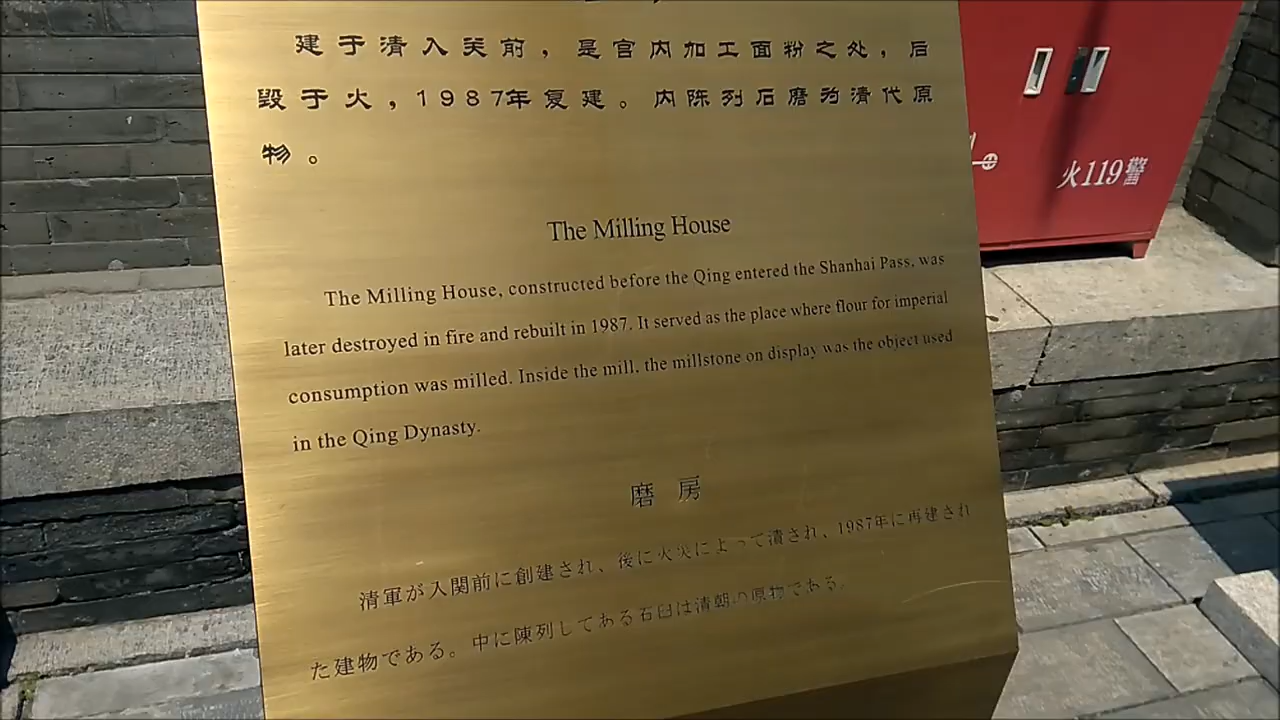 建于清入关前，是宫内加工面粉之处，后
毁于火，1987年复建。内陈列石磨为清代原
物。
The Milling House
The Milling House, constructed before the Qing entered the Shanhai Pass, was
later destroyed in fire and rebuilt in 1987. It served as the place where flour for imperial
consumption was milled. Inside the mill, the millstone on display was the object used
in the Qing Dynasty.
磨 房
清軍が入関前に創建され、後に火災によって潰され、1987年に再建され
た建物である。中に陳列してある石臼は清朝の原物である。
火119警